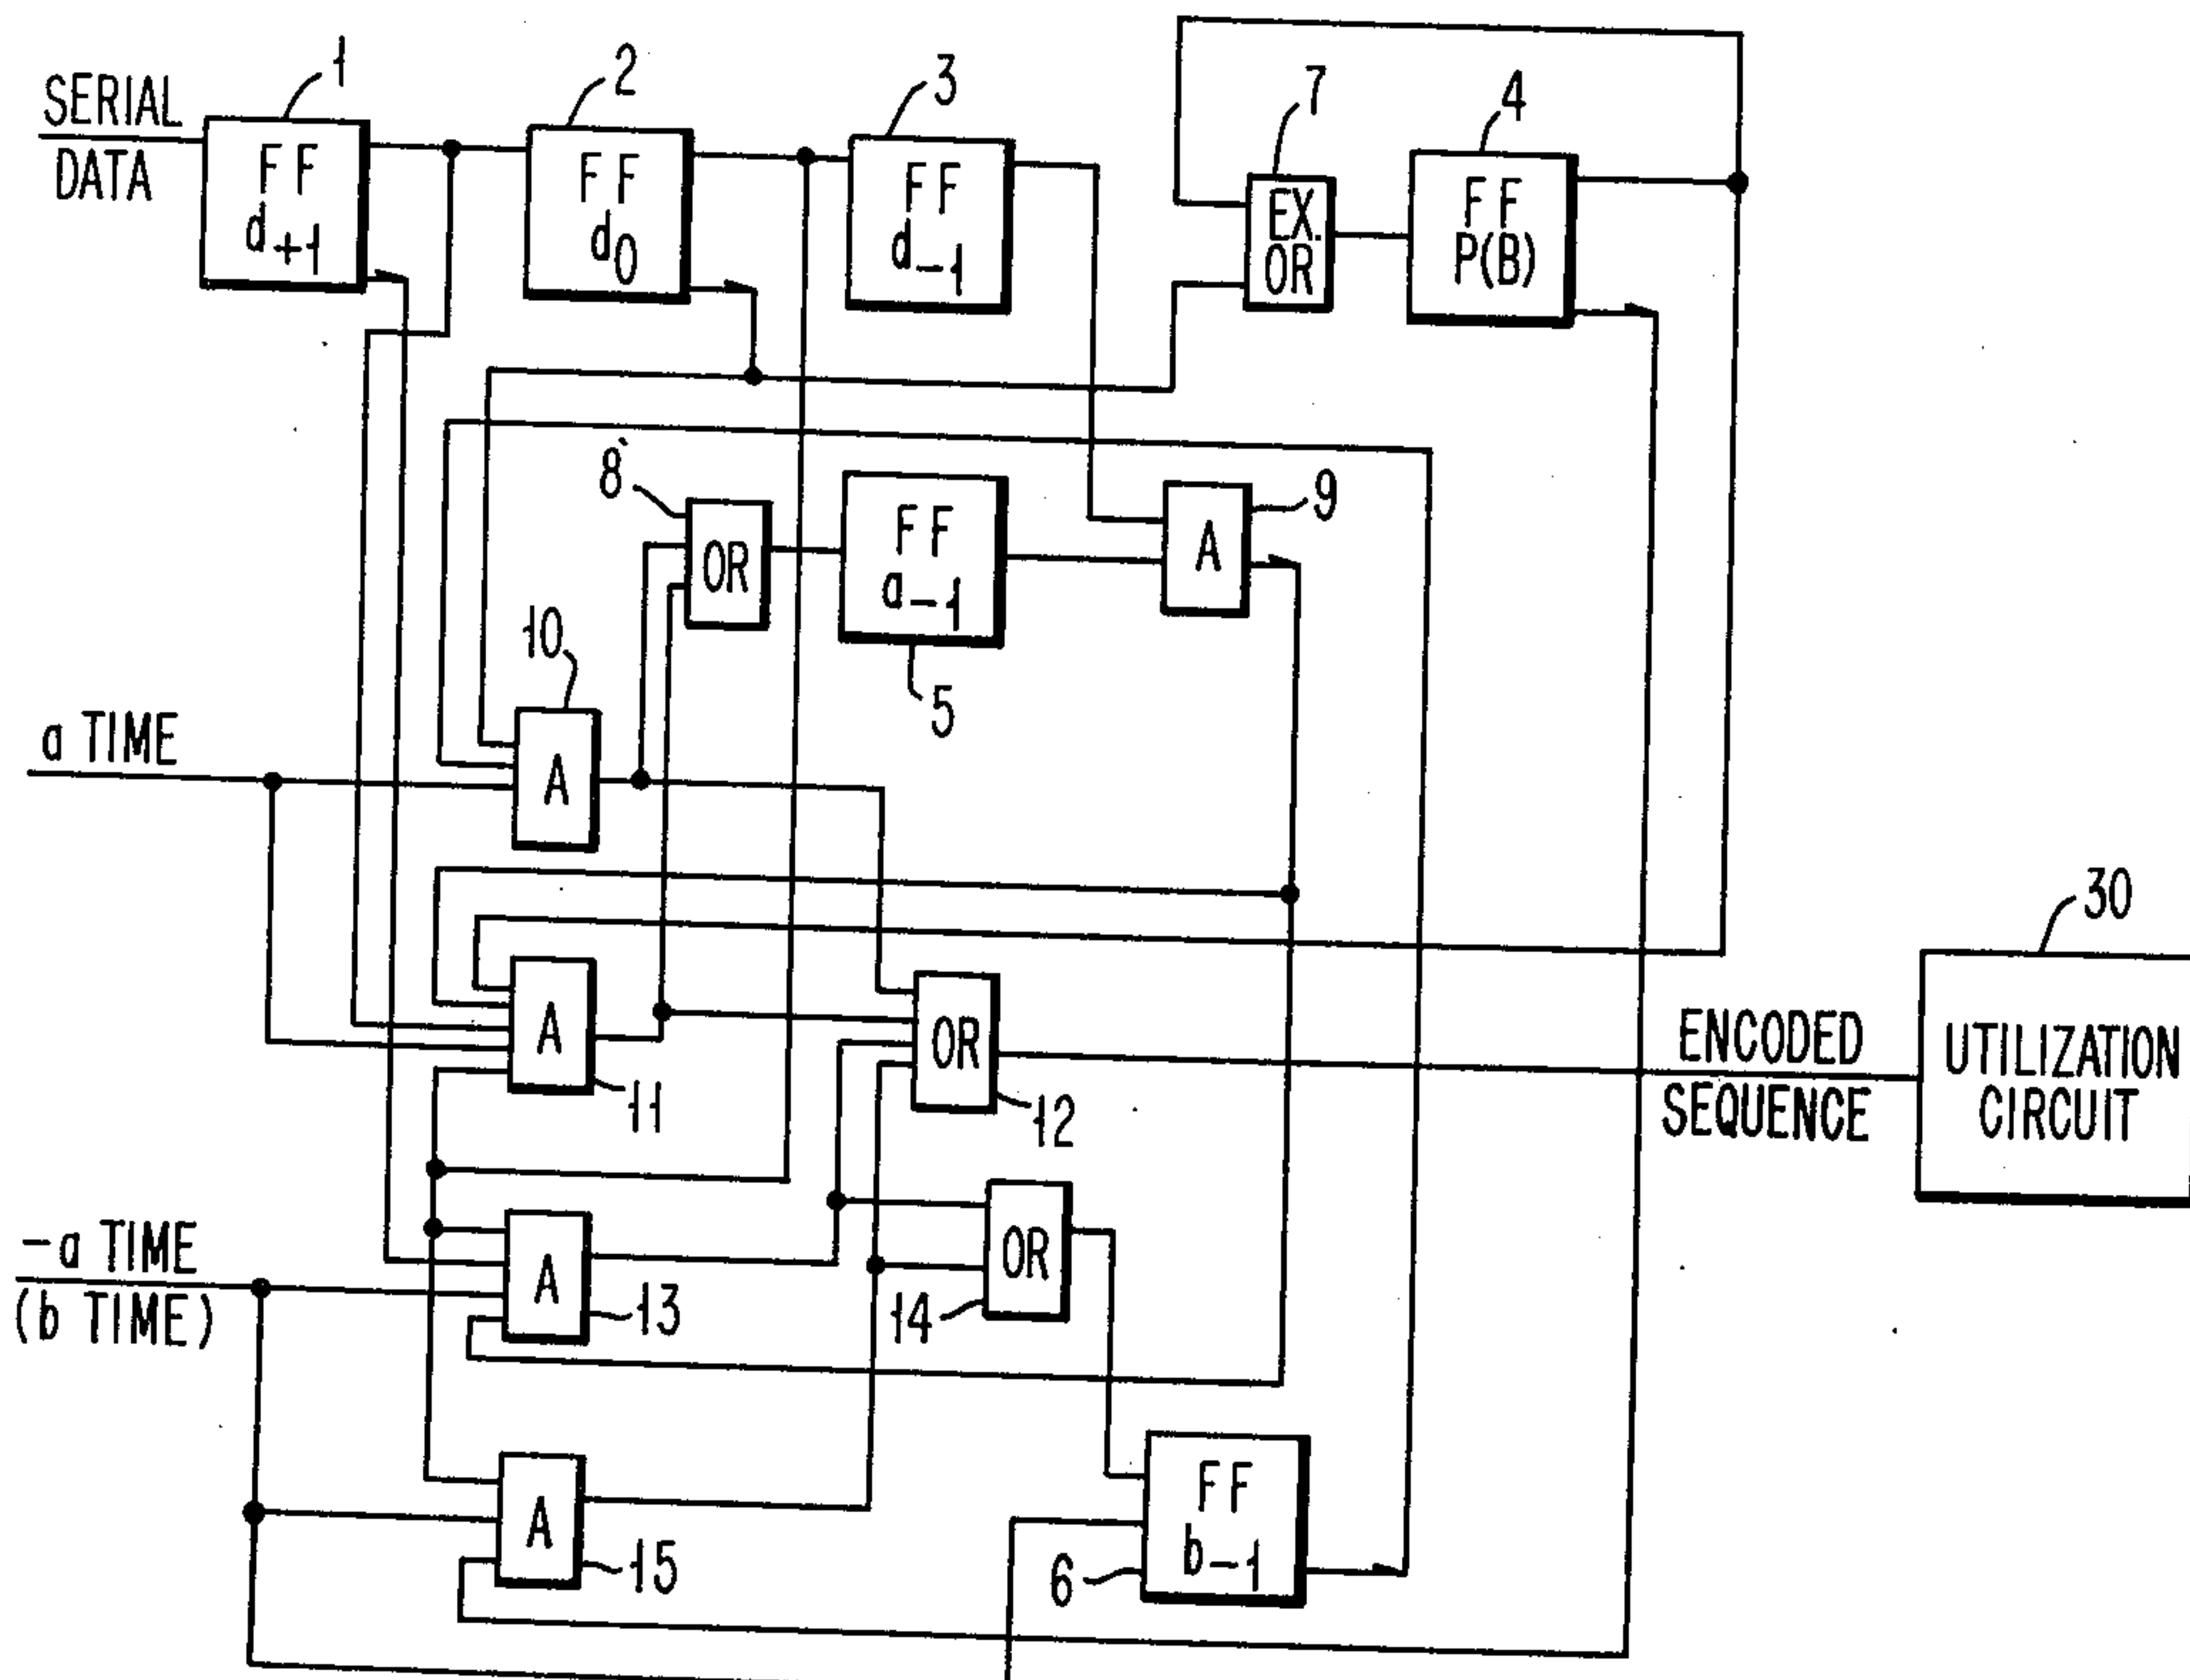 SERIAL
DATA
1
FF
d+1
2
FF
d0
3
FF
d-1
7
EX.
OR
4
FF
P(B)
8
OR
FF
a-1
5
9
A
10
A
a TIME
A
11
OR
12
30
ENCODED
SEQUENCE
UTILIZATION
CIRCUIT
-a TIME
(b TIME)
A
13
OR
14
A
15
FF
b-1
6